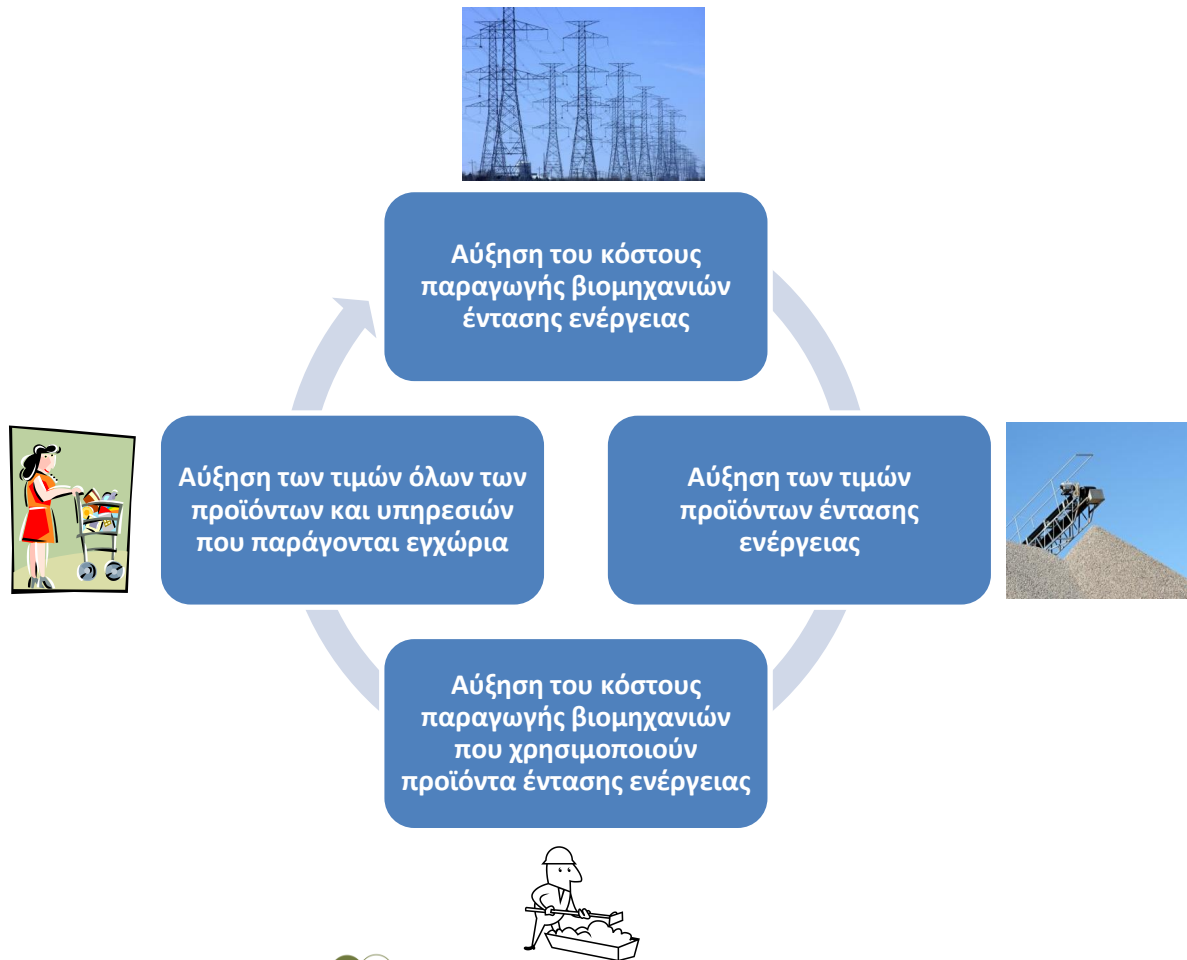 Αύξηση του κόστους
παραγωγής βιομηχανιών
έντασης ενέργειας
Αύξηση των τιμών
προϊόντων έντασης
ενέργειας
Αύξηση του κόστους
παραγωγής βιομηχανιών
που χρησιμοποιούν
προϊόντα έντασης ενέργειας
Αύξηση των τιμών όλων των
προϊόντων και υπηρεσιών
που παράγονται εγχώρια